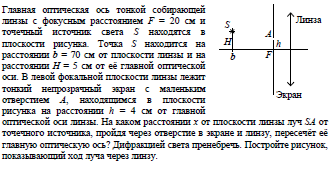 Главная оптическая ось тонкой собирающей
линзы с фокусным расстоянием F = 20 см и
точечный источник света S находятся в
плоскости рисунка. Точка S находится на
расстоянии b = 70 см от плоскости линзы и на
расстоянии H = 5 см от её главной оптической
оси. В левой фокальной плоскости линзы лежит
тонкий непрозрачный экран с маленьким
отверстием A, находящимся в плоскости
рисунка на расстоянии h = 4 см от главной
оптической оси линзы. На каком расстоянии x от плоскости линзы луч SA от
точечного источника, пройдя через отверстие в экране и линзу, пересечёт её
главную оптическую ось? Дифракцией света пренебречь. Постройте рисунок,
показывающий ход луча через линзу.
Линза
S
A
H
h
b
F
Экран